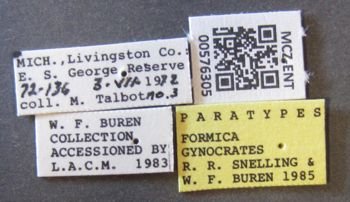 MICH., Livingston Co.:
E. S. George Reserve
72-136 3-VII-1972
coll. M. Talbot no.3
MCZ ENT
00576305
W. F. BUREN
COLLECTION
ACCESSIONED BY
L.A.C.M. 1983
PARATYPES
FORMICA
GYNOCRATES
R. R. SNELLING &
W. F. BUREN 1985